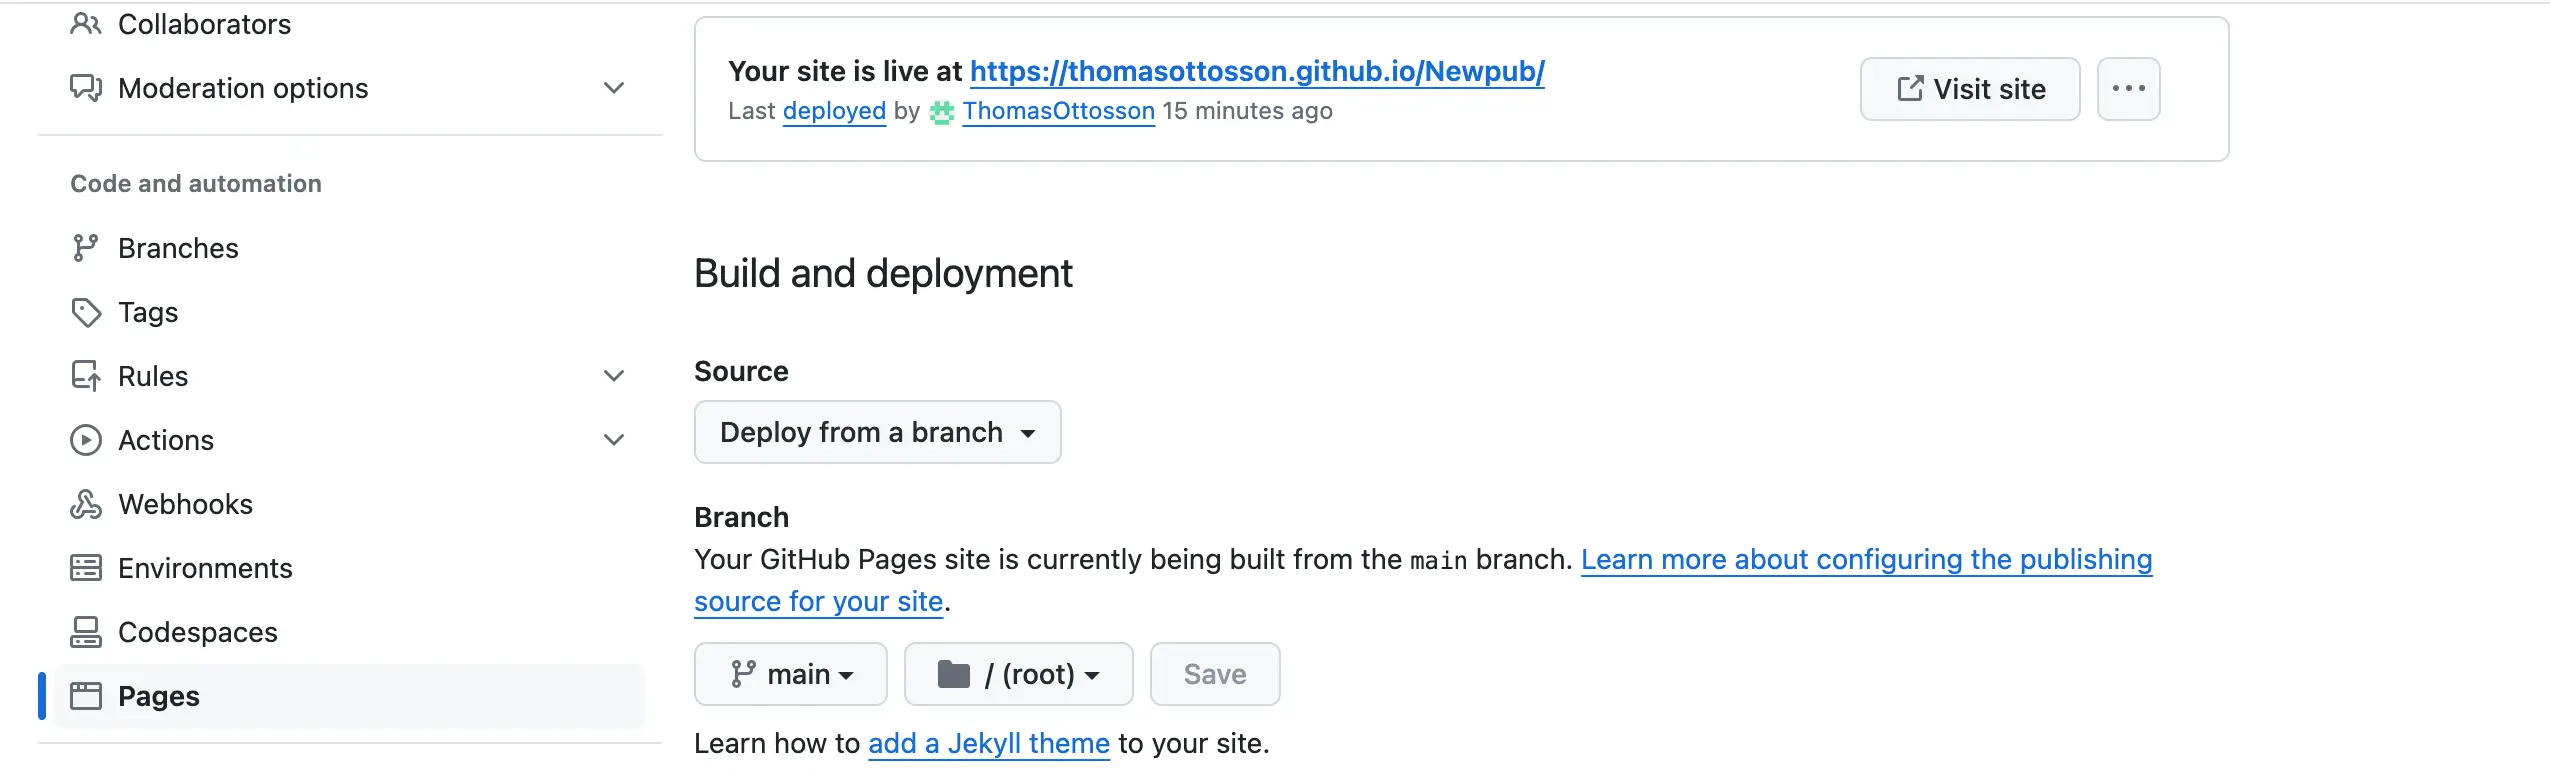 Collaborators
Moderation options
Code and automation
Branches
Tags
Rules
Actions
Webhooks
Environments
Codespaces
Pages
Your site is live at https://thomasottosson.github.io/Newpub/
Last deployed by ThomasOttosson 15 minutes ago
Visit site
Build and deployment
Source
Deploy from a branch
Branch
Your GitHub Pages site is currently being built from the main branch. Learn more about configuring the publishing
source for your site.
main
/ (root)
Save
Learn how to add a Jekyll theme to your site.